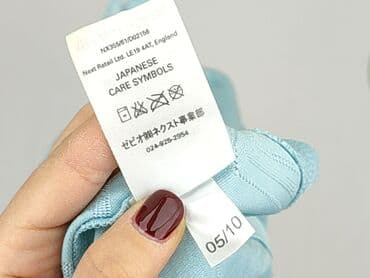 NX355/61/D02156
Next Retail Ltd. LE19 4AT, England
JAPANESE
CARE SYMBOLS
ゼビオ㈱ネクスト事業部
024-925-2954
05/10